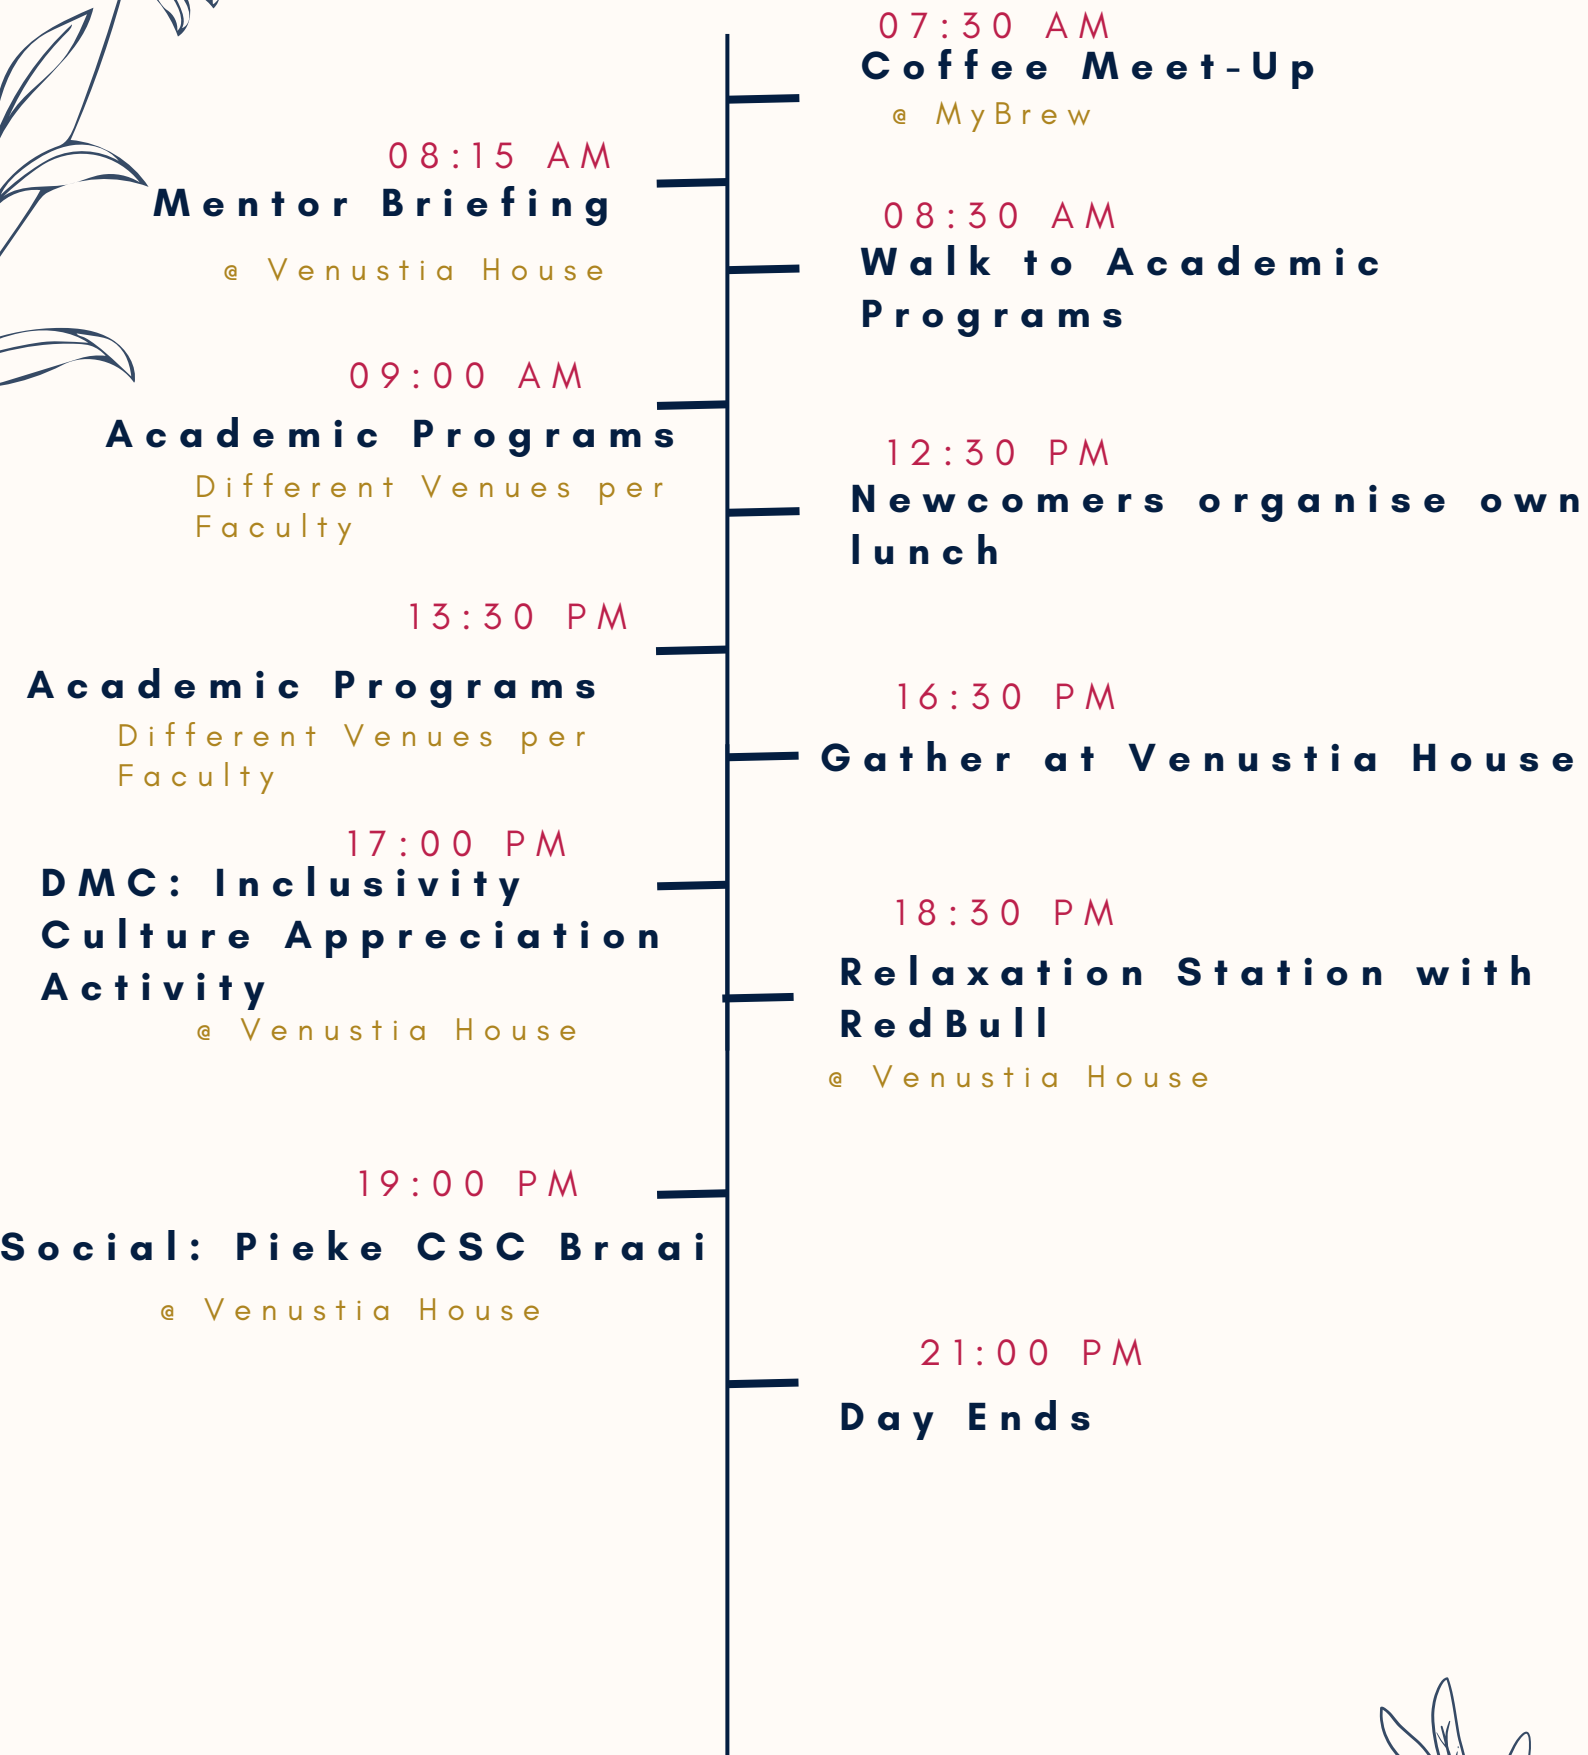 07:30 AM
Coffee Meet-Up
@ MyBrew
08:15 AM
Mentor Briefing
@ Venustia House
08:30 AM
Walk to Academic
Programs
09:00 AM
Academic Programs
Different Venues per
Faculty
12:30 PM
Newcomers organise own
lunch
13:30 PM
Academic Programs
Different Venues per
Faculty
16:30 PM
Gather at Venustia House
17:00 PM
DMC: Inclusivity
Culture Appreciation
Activity
@ Venustia House
18:30 PM
Relaxation Station with
RedBull
@ Venustia House
19:00 PM
Social: Pieke CSC Braai
@ Venustia House
21:00 PM
Day Ends